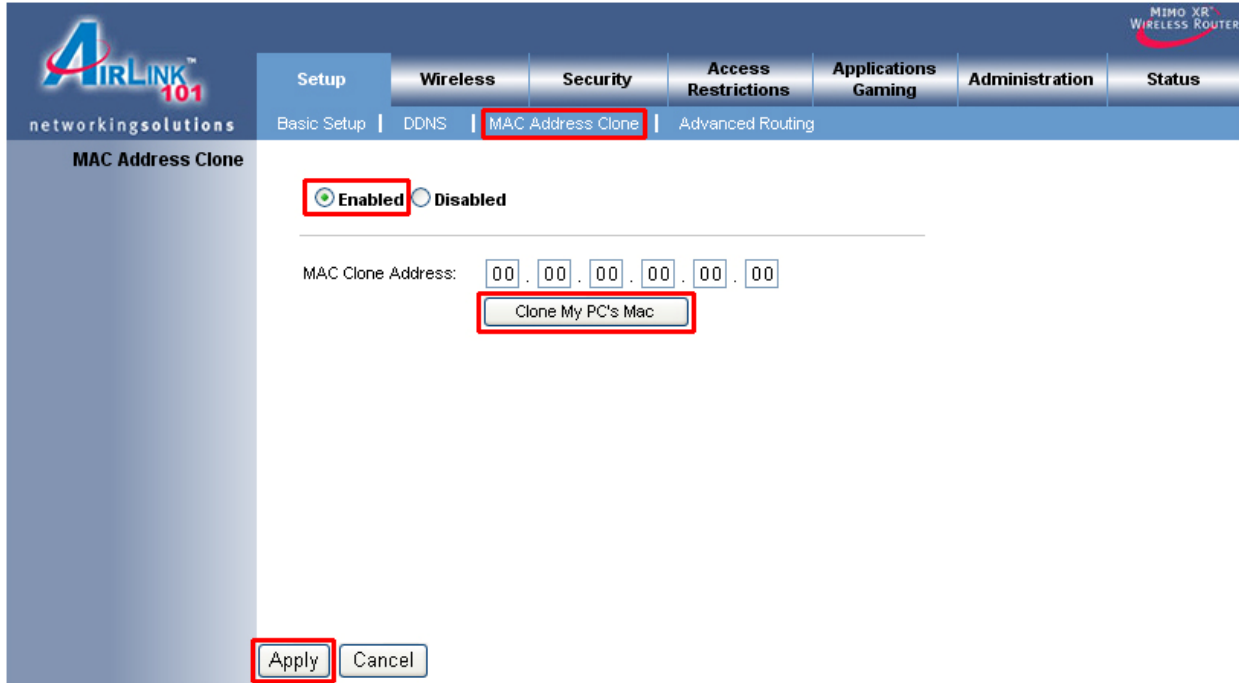 MIMO XR™
WIRELESS ROUTER
AIRLINK™
101
networkingsolutions
Setup
Wireless
Security
Access
Restrictions
Applications
Gaming
Administration
Status
Basic Setup | DDNS | MAC Address Clone | Advanced Routing
MAC Address Clone
Enabled Disabled
MAC Clone Address: 00 . 00 . 00 . 00 . 00 . 00
Clone My PC's Mac
Apply Cancel